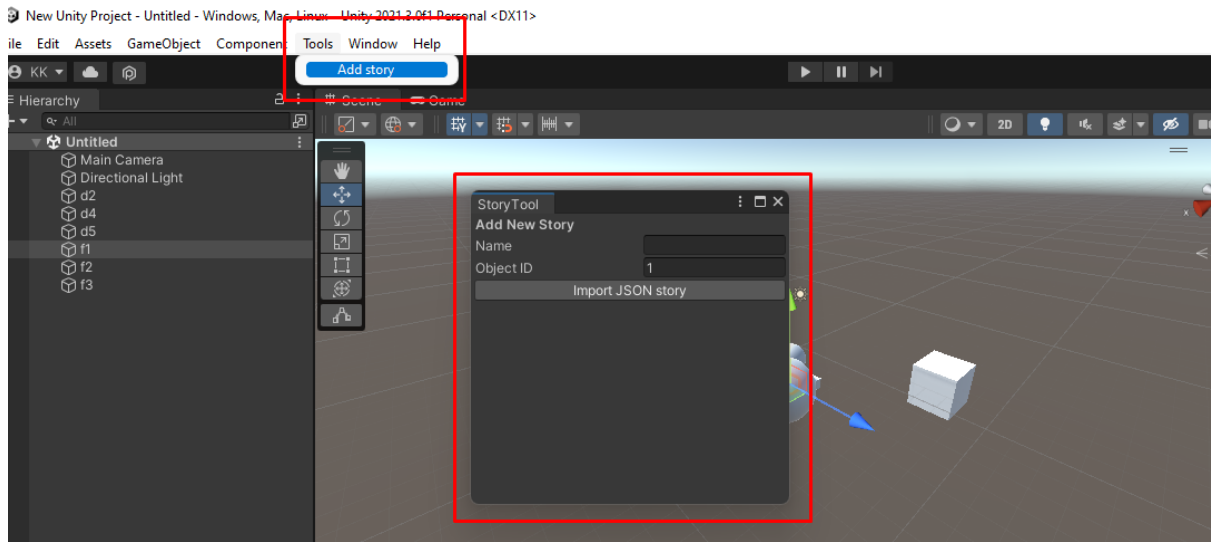 New Unity Project - Untitled - Windows, Mac, Linux - Unity 2021.3.0f1 Personal <DX11>
ile Edit Assets GameObject Component Tools Window Help
Add story
KK
Hierarchy
Scene Game
All
2D
Untitled
Main Camera
Directional Light
d2
d4
d5
f1
f2
f3
StoryTool
Add New Story
Name
Object ID 1
Import JSON story
x